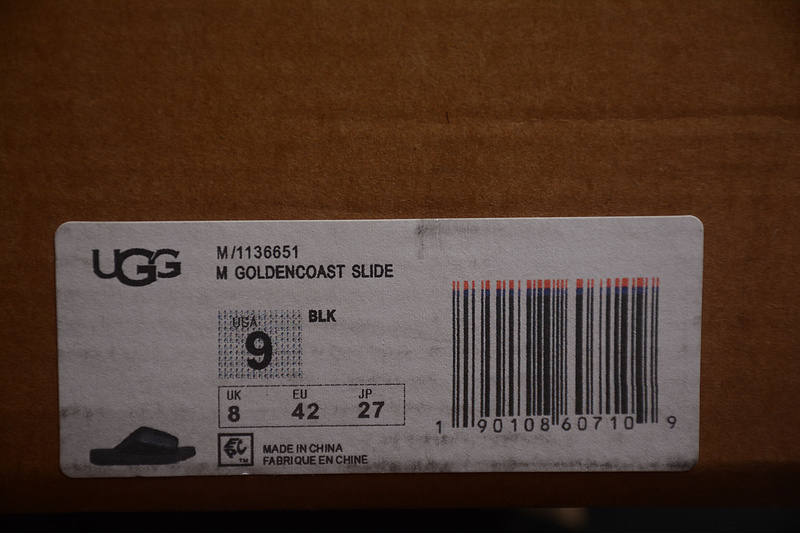 UGG
M/1136651
M GOLDENCOAST SLIDE
USA
9
BLK
UK EU JP
8 42 27
MADE IN CHINA
FABRIQUE EN CHINE
TM
1 90108 60710 9